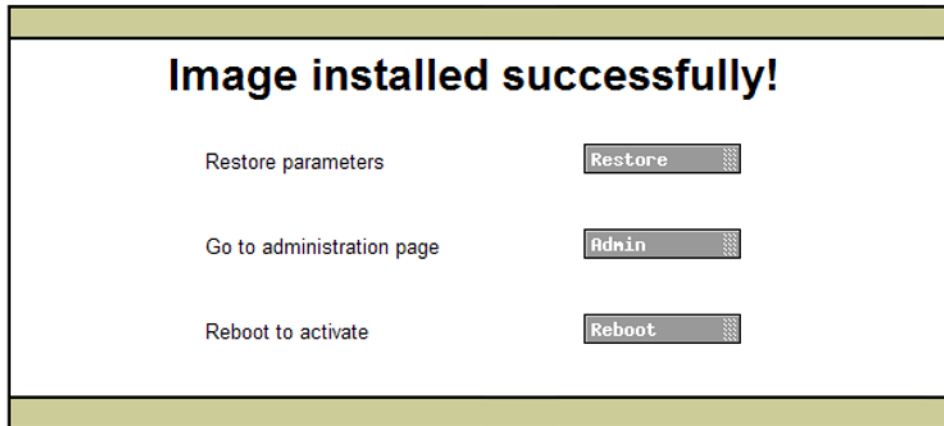 Image installed successfully!
Restore parameters Restore
Go to administration page Admin
Reboot to activate Reboot